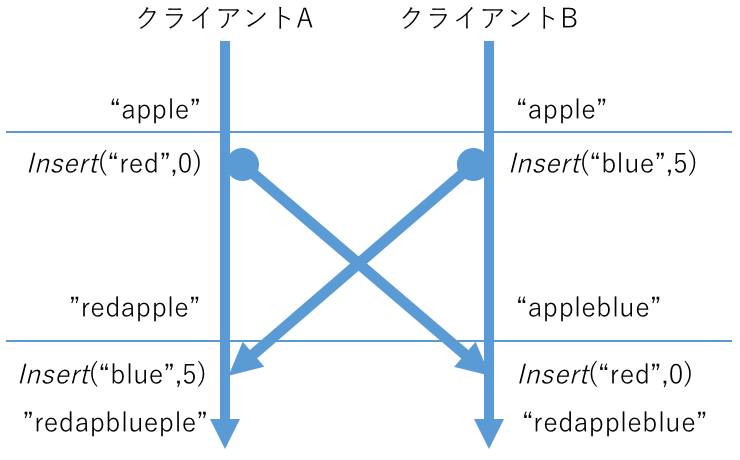 クライアントA クライアントB
“apple” “apple”
Insert(“red”,0) Insert(“blue”,5)
”redapple” “appleblue”
Insert(“blue”,5) Insert(“red”,0)
”redapblueple” “redappleblue”